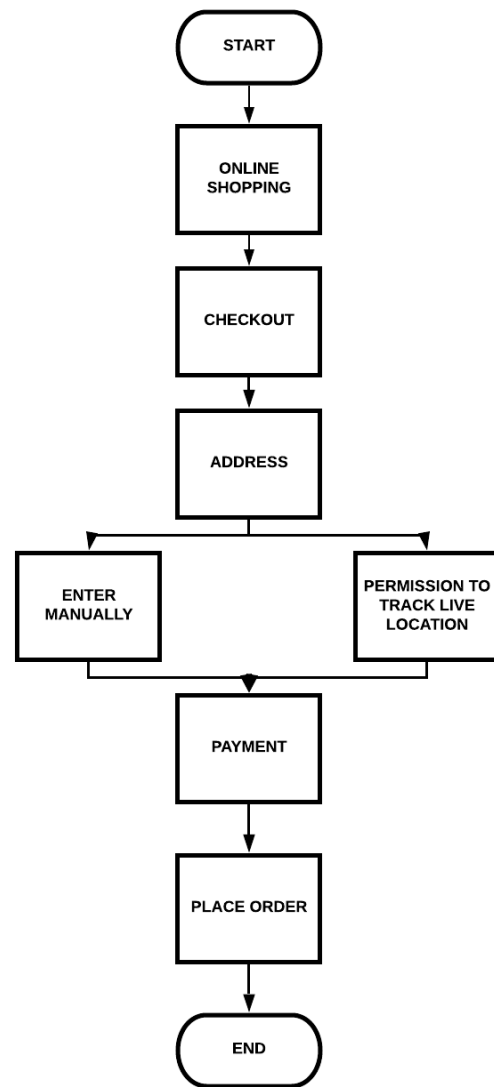 START
ONLINE
SHOPPING
CHECKOUT
ADDRESS
ENTER
MANUALLY
PERMISSION TO
TRACK LIVE
LOCATION
PAYMENT
PLACE ORDER
END